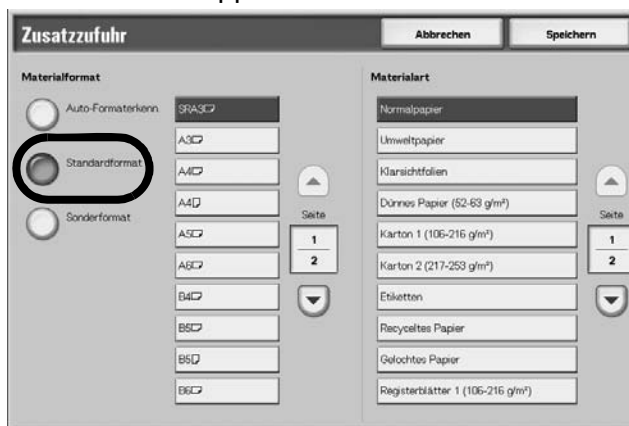 Zusatzzufuhr
Abbrechen
Speichern
Materialformat
Auto-Formaterkenn.
Standardformat
Sonderformat
SRA3
A3
A4
A4
A5
A6
B4
B5
B5
B6
Seite
1
2
Materialart
Normalpapier
Umweltpapier
Klarsichtfolien
Dünnes Papier (52-63 g/m²)
Karton 1 (106-216 g/m²)
Karton 2 (217-253 g/m²)
Etiketten
Recyceltes Papier
Gelochtes Papier
Registerblätter 1 (106-216 g/m²)
Seite
1
2